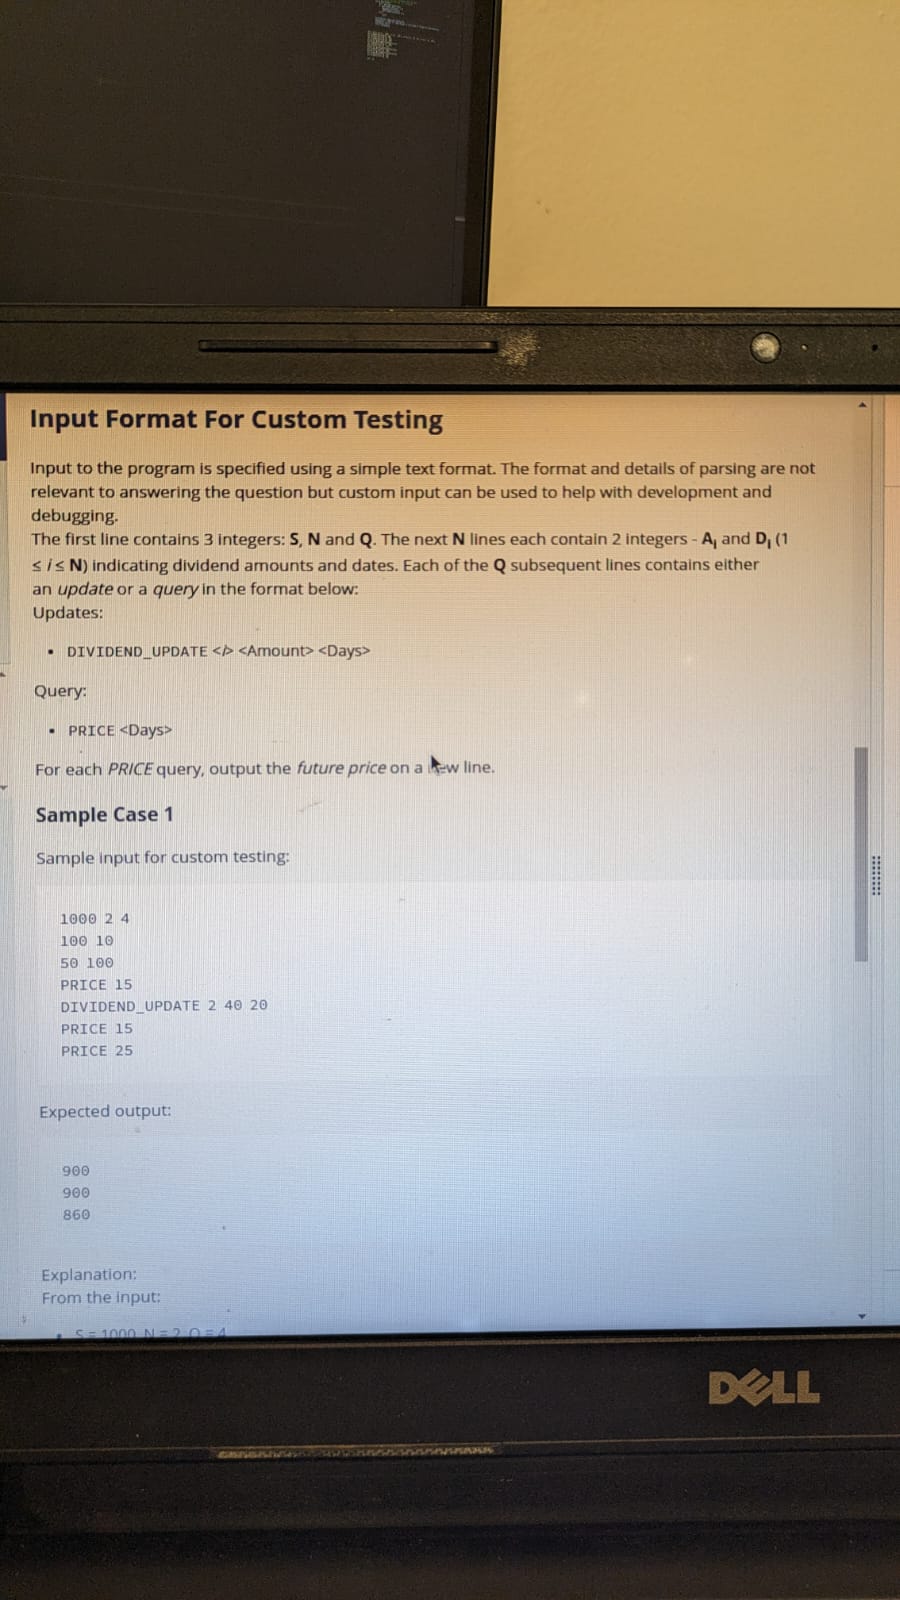 Input Format For Custom Testing
Input to the program is specified using a simple text format. The format and details of parsing are not
relevant to answering the question but custom input can be used to help with development and
debugging.
The first line contains 3 integers: S, N and Q. The next N lines each contain 2 integers - Ai and Di (1
≤ i ≤ N) indicating dividend amounts and dates. Each of the Q subsequent lines contains either
an update or a query in the format below:
Updates:
• DIVIDEND_UPDATE <i> <Amount> <Days>
Query:
• PRICE <Days>
For each PRICE query, output the future price on a new line.
Sample Case 1
Sample input for custom testing:
1000 2 4
100 10
50 100
PRICE 15
DIVIDEND_UPDATE 2 40 20
PRICE 15
PRICE 25
Expected output:
900
900
860
Explanation:
From the input:
• S = 1000 N = 2 Q = 4
DELL